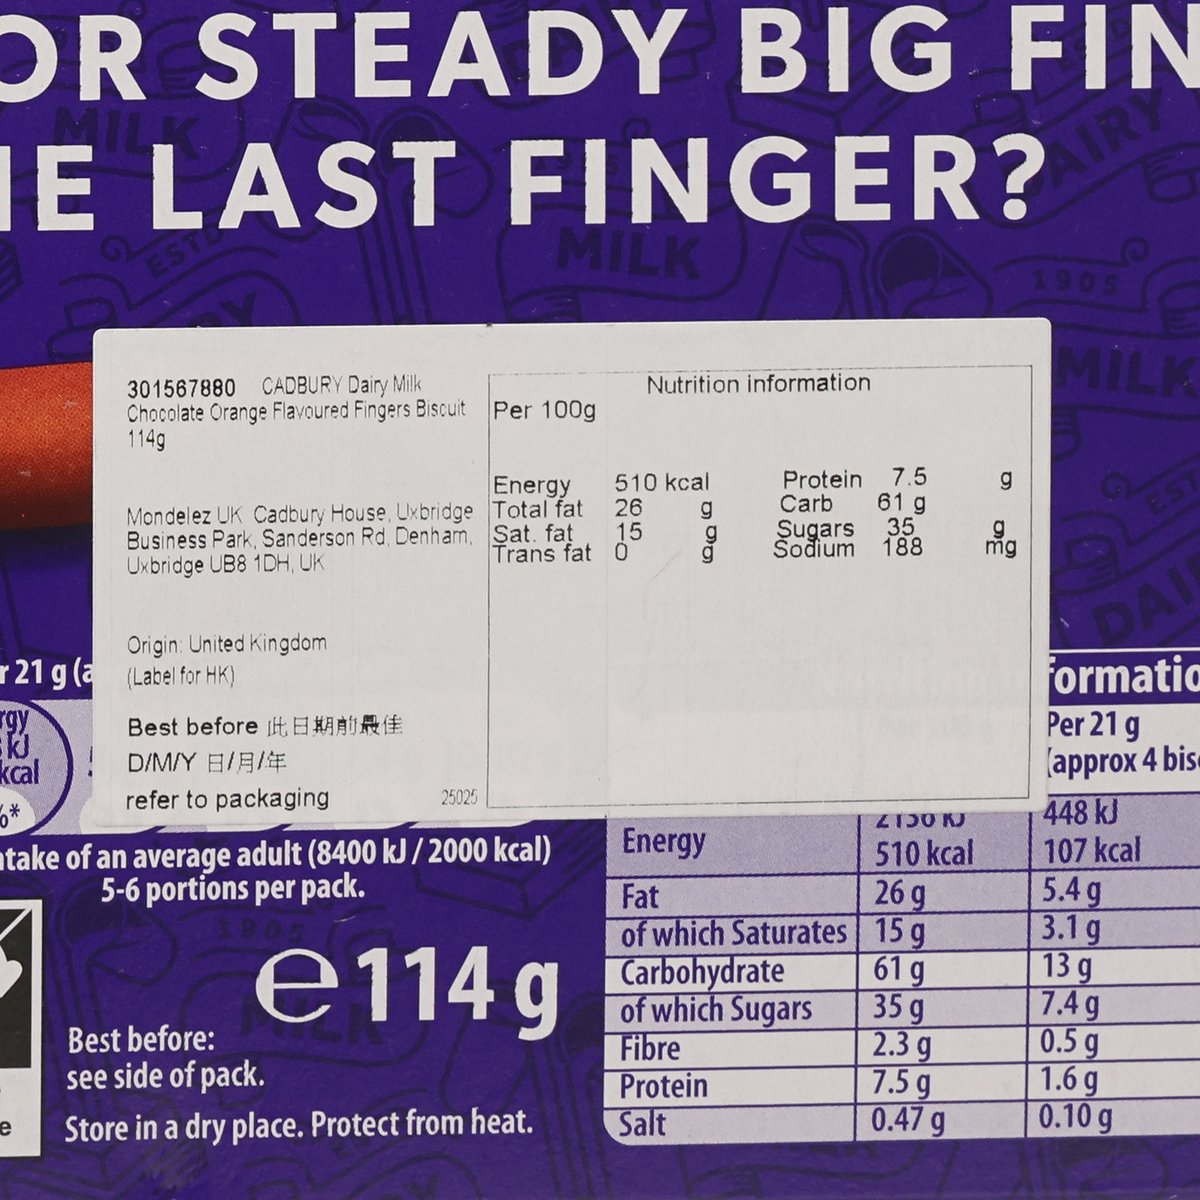 OR STEADY BIG FIN
E LAST FINGER?
MILK
MILK
1905
MILK
DAIRY
301567880 CADBURY Dairy Milk
Chocolate Orange Flavoured Fingers Biscuit
114g
Mondelez UK Cadbury House, Uxbridge
Business Park, Sanderson Rd, Denham,
Uxbridge UB8 1DH, UK
Origin: United Kingdom
(Label for HK)
Best before 此日期前最佳
D/M/Y 日/月/年
refer to packaging 25025
Nutrition information
Per 100g
Energy 510 kcal Protein 7.5 g
Total fat 26 g Carb 61 g
Sat. fat 15 g Sugars 35 g
Trans fat 0 g Sodium 188 mg
r 21 g (a
rgy
kJ
kcal
%*
ntake of an average adult (8400 kJ / 2000 kcal)
5-6 portions per pack.
℮114 g
Best before:
see side of pack.
Store in a dry place. Protect from heat.
formatio
Per 21 g
(approx 4 bis
Energy 2136 kJ 448 kJ
510 kcal 107 kcal
Fat 26 g 5.4 g
of which Saturates 15 g 3.1 g
Carbohydrate 61 g 13 g
of which Sugars 35 g 7.4 g
Fibre 2.3 g 0.5 g
Protein 7.5 g 1.6 g
Salt 0.47 g 0.10 g